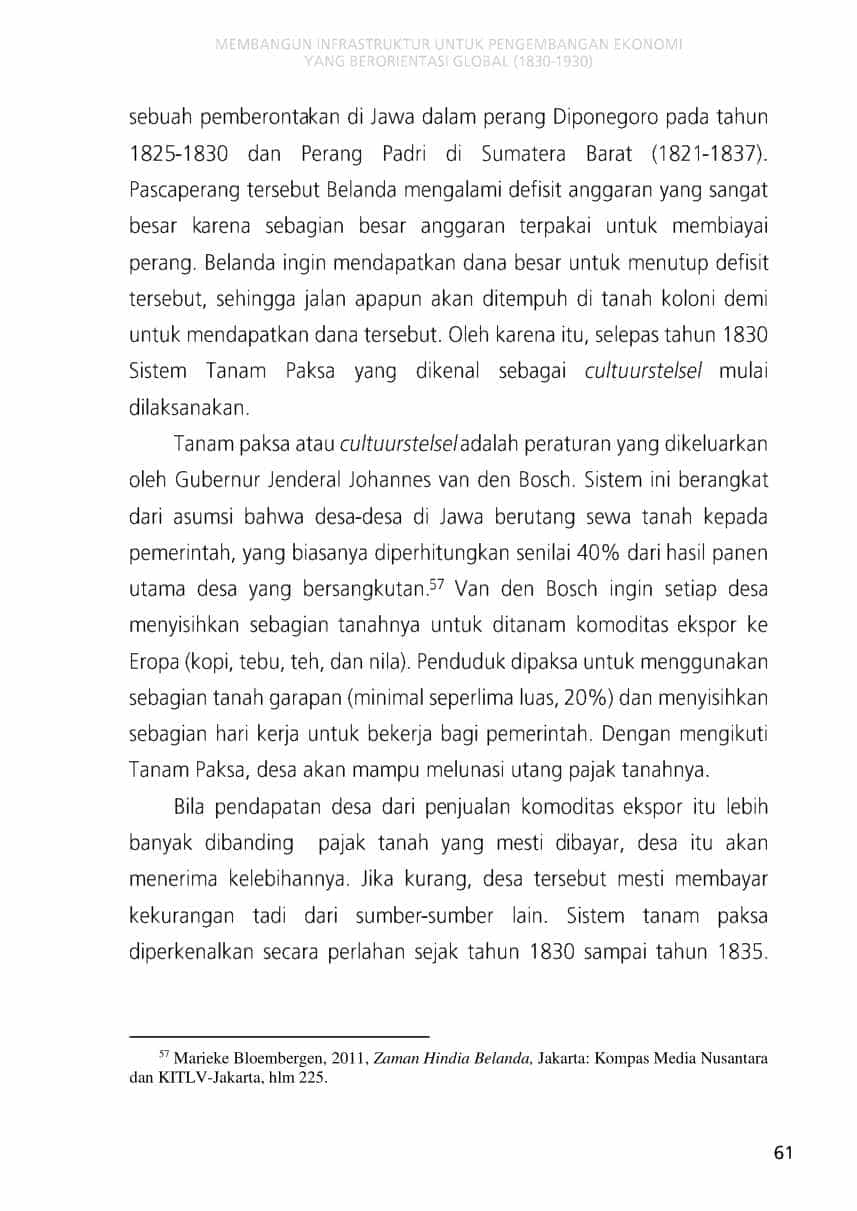 MEMBANGUN INFRASTRUKTUR UNTUK PENGEMBANGAN EKONOMI
YANG BERORIENTASI GLOBAL (1830-1930)
sebuah pemberontakan di Jawa dalam perang Diponegoro pada tahun
1825-1830 dan Perang Padri di Sumatera Barat (1821-1837).
Pascaperang tersebut Belanda mengalami defisit anggaran yang sangat
besar karena sebagian besar anggaran terpakai untuk membiayai
perang. Belanda ingin mendapatkan dana besar untuk menutup defisit
tersebut, sehingga jalan apapun akan ditempuh di tanah koloni demi
untuk mendapatkan dana tersebut. Oleh karena itu, selepas tahun 1830
Sistem Tanam Paksa yang dikenal sebagai cultuurstelsel mulai
dilaksanakan.
Tanam paksa atau cultuurstelsel adalah peraturan yang dikeluarkan
oleh Gubernur Jenderal Johannes van den Bosch. Sistem ini berangkat
dari asumsi bahwa desa-desa di Jawa berutang sewa tanah kepada
pemerintah, yang biasanya diperhitungkan senilai 40% dari hasil panen
utama desa yang bersangkutan.57 Van den Bosch ingin setiap desa
menyisihkan sebagian tanahnya untuk ditanam komoditas ekspor ke
Eropa (kopi, tebu, teh, dan nila). Penduduk dipaksa untuk menggunakan
sebagian tanah garapan (minimal seperlima luas, 20%) dan menyisihkan
sebagian hari kerja untuk bekerja bagi pemerintah. Dengan mengikuti
Tanam Paksa, desa akan mampu melunasi utang pajak tanahnya.
Bila pendapatan desa dari penjualan komoditas ekspor itu lebih
banyak dibanding pajak tanah yang mesti dibayar, desa itu akan
menerima kelebihannya. Jika kurang, desa tersebut mesti membayar
kekurangan tadi dari sumber-sumber lain. Sistem tanam paksa
diperkenalkan secara perlahan sejak tahun 1830 sampai tahun 1835.
57 Marieke Bloembergen, 2011, Zaman Hindia Belanda, Jakarta: Kompas Media Nusantara
dan KITLV-Jakarta, hlm 225.
61